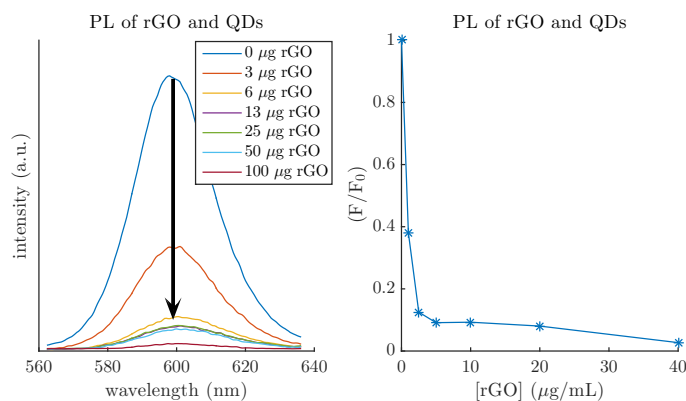 PL of rGO and QDs
0 μg rGO
3 μg rGO
6 μg rGO
13 μg rGO
25 μg rGO
50 μg rGO
100 μg rGO
intensity (a.u.)
560 580 600 620 640
wavelength (nm)
PL of rGO and QDs
1
0.8
0.6
0.4
0.2
0
(F/F₀)
0 10 20 30 40
[rGO] (μg/mL)